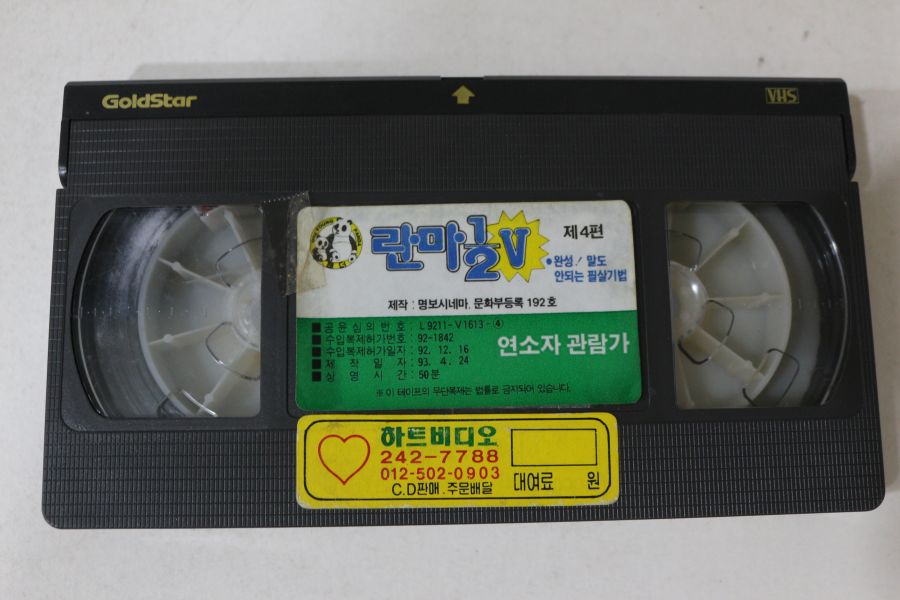 GoldStar
VHS
란마½V
제4편
• 완성! 말도
안되는 필살기법
제작 : 명보시네마. 문화부등록 192호
■ 공윤심의번호 : L9211-V1613-④
■ 수입복제허가번호 : 92-1842
■ 수입복제허가일자 : 92. 12. 16
■ 제작일자 : 93. 4. 24
■ 상영시간 : 50분
연소자 관람가
※ 이 테이프의 무단복제는 법률로 금지되어 있습니다.
하트비디오
242-7788
012-502-0903
C.D판매.주문배달
대여료 원